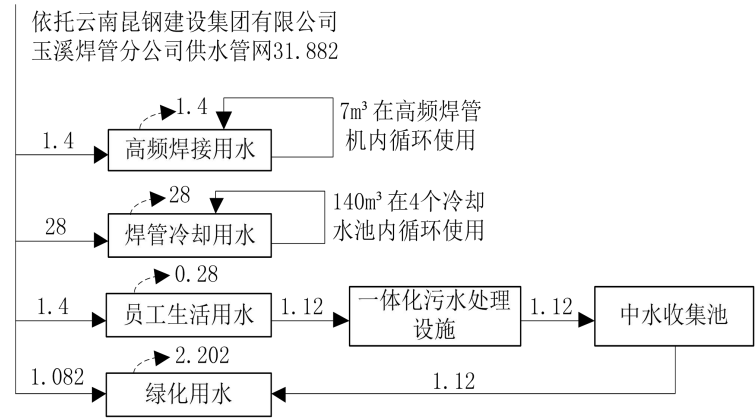 依托云南昆钢建设集团有限公司
玉溪焊管分公司供水管网31.882
1.4
7m³在高频焊管
机内循环使用
1.4
高频焊接用水
28
140m³在4个冷却
水池内循环使用
28
焊管冷却用水
0.28
1.4
员工生活用水
1.12
一体化污水处理
设施
1.12
中水收集池
2.202
1.082
绿化用水
1.12